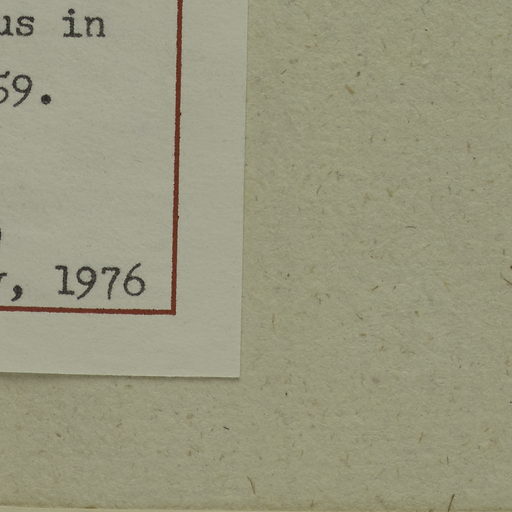 us in
59.
, 1976